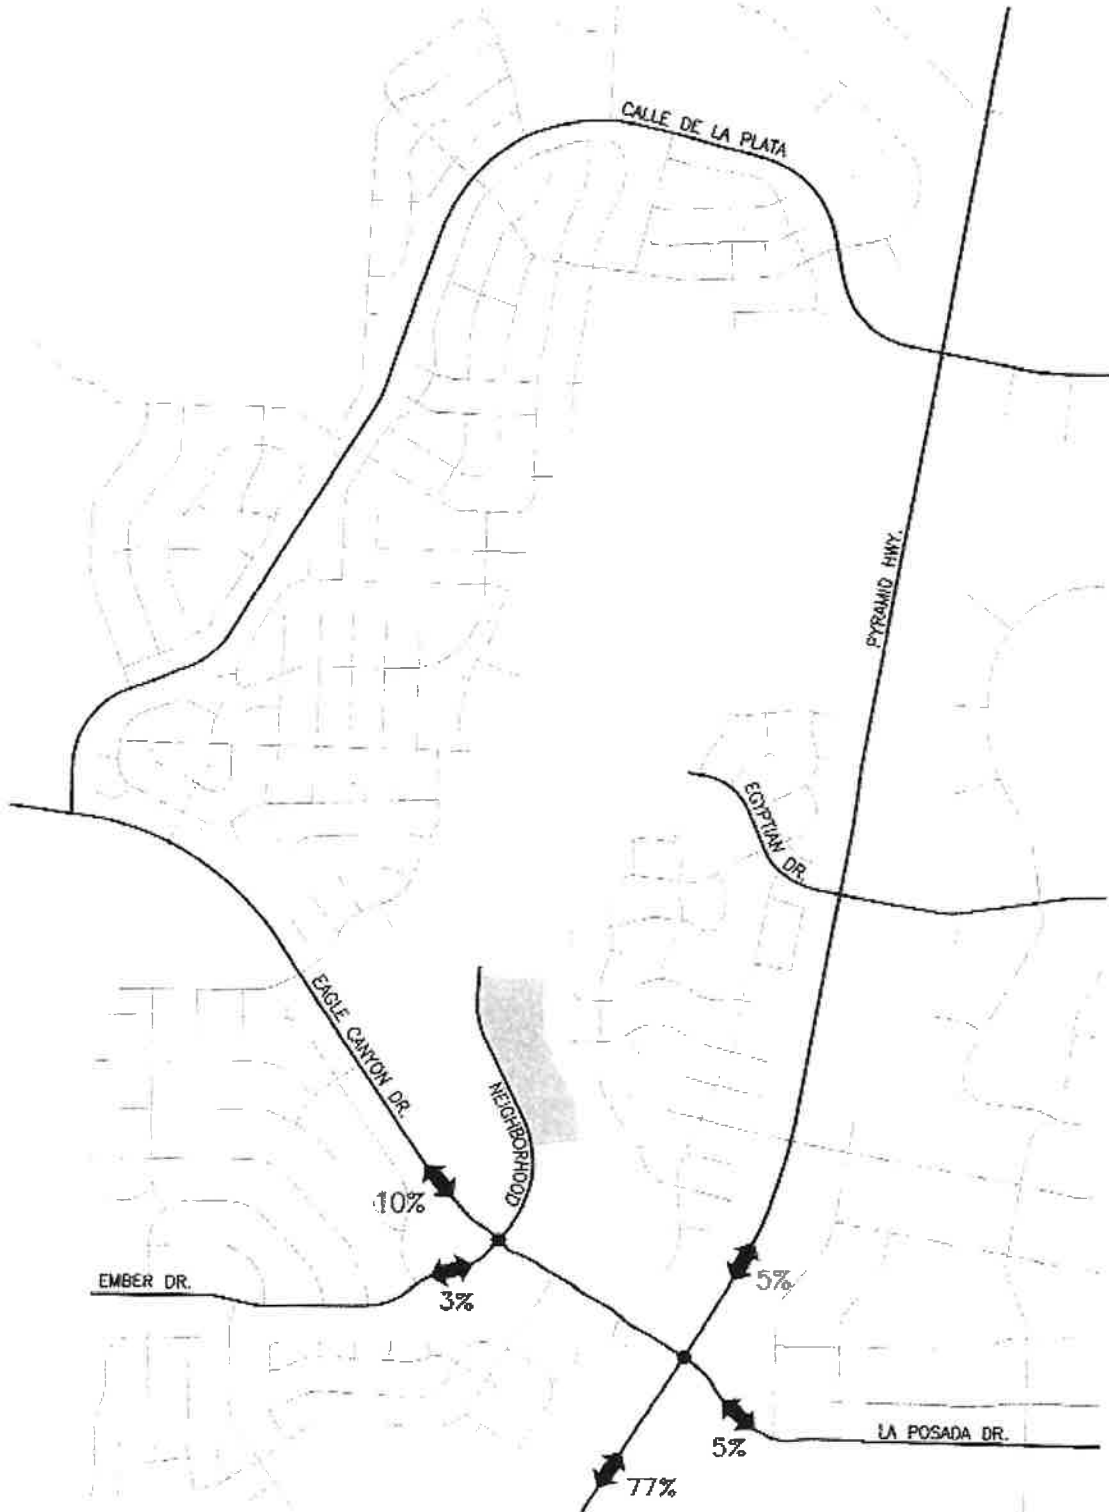 CALLE DE LA PLATA
PYRAMID HWY.
EGYPTIAN DR.
EAGLE CANYON DR.
NEIGHBORHOOD
10%
EMBER DR.
3%
5%
LA POSADA DR.
5%
77%